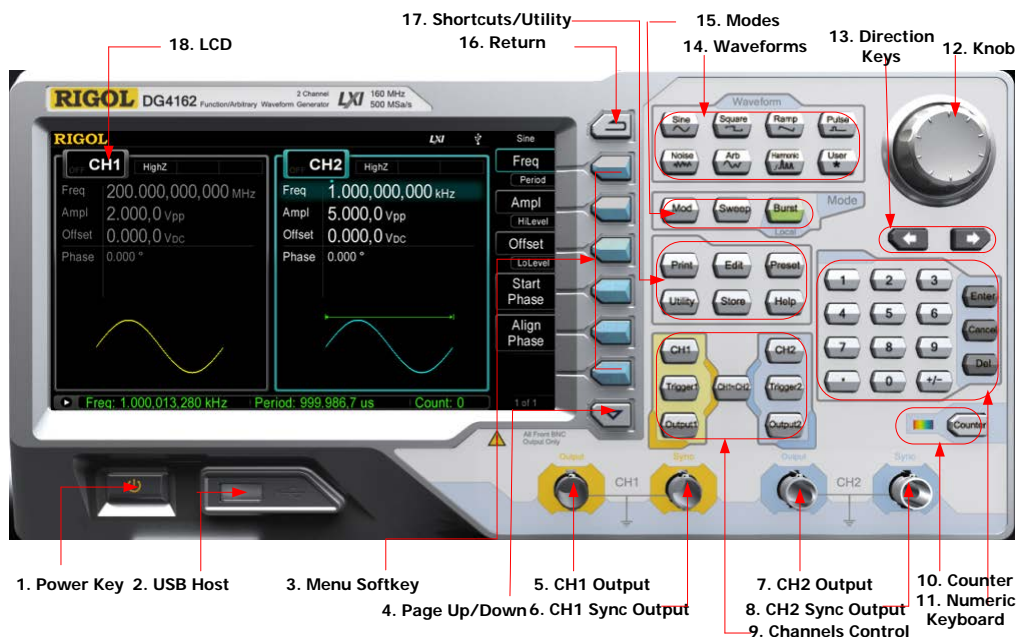 17. Shortcuts/Utility
15. Modes
18. LCD
16. Return
14. Waveforms
13. Direction Keys
12. Knob
RIGOL DG4162 Function/Arbitrary Waveform Generator
2 Channel
LXI
160 MHz
500 MSa/s
RIGOL
LXI
Sine
OFF CH1 HighZ
Freq 200.000,000,000 MHz
Ampl 2.000,0 Vpp
Offset 0.000,0 VDC
Phase 0.000 °
OFF CH2 HighZ
Freq 1.000,000,000 kHz
Ampl 5.000,0 Vpp
Offset 0.000,0 VDC
Phase 0.000 °
Freq
Period
Ampl
HiLevel
Offset
LoLevel
Start
Phase
Align
Phase
1 of 1
Freq: 1.000,013,280 kHz
Period: 999.986,7 us
Count: 0
Waveform
Sine
Square
Ramp
Pulse
Noise
Arb
Harmonic
User
Mod
Sweep
Burst
Mode
Local
Print
Edit
Preset
Utility
Store
Help
CH1
CH2
Trigger1
CH1⇋CH2
Trigger2
Output1
Output2
1 2 3
4 5 6
7 8 9
. 0 +/-
Enter
Cancel
Del
Counter
All Front BNC
Output Only
Output
CH1
Sync
Output
CH2
Sync
1. Power Key
2. USB Host
3. Menu Softkey
4. Page Up/Down
5. CH1 Output
6. CH1 Sync Output
7. CH2 Output
8. CH2 Sync Output
9. Channels Control
10. Counter
11. Numeric
Keyboard